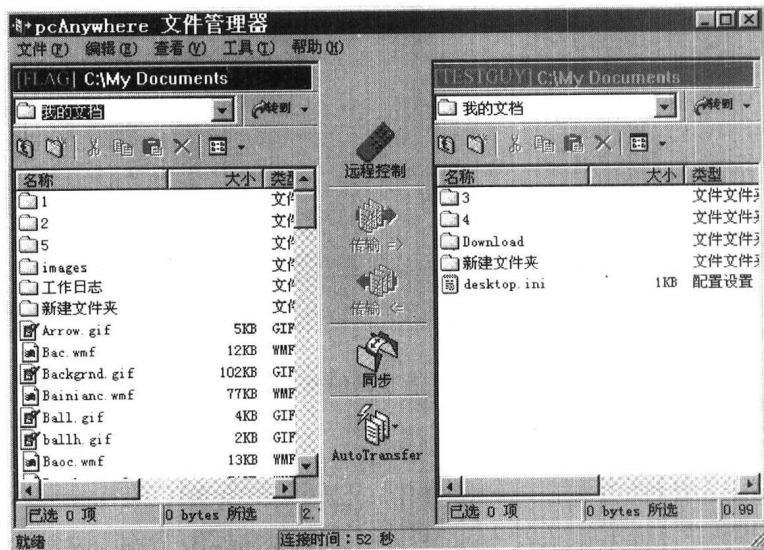 pcAnywhere 文件管理器
文件(F) 编辑(E) 查看(V) 工具(T) 帮助(H)
[FLAG] C:\My Documents
我的文档 转到
名称 大小 类型
1 文件
2 文件
5 文件
images 文件
工作日志 文件
新建文件夹 文件
Arrow.gif 5KB GIF
Bac.wmf 12KB WMF
Backgrnd.gif 102KB GIF
Bainianc.wmf 77KB WMF
Ball.gif 4KB GIF
ballh.gif 2KB GIF
Baoc.wmf 13KB WMF
已选 0 项 0 bytes 所选 2.
远程控制
传输 =>
传输 <=
同步
AutoTransfer
[TESTGUY] C:\My Documents
我的文档 转到
名称 大小 类型
3 文件文件夹
4 文件文件夹
Download 文件文件夹
新建文件夹 文件文件夹
desktop.ini 1KB 配置设置
已选 0 项 0 bytes 所选 0.99
就绪 连接时间：52 秒